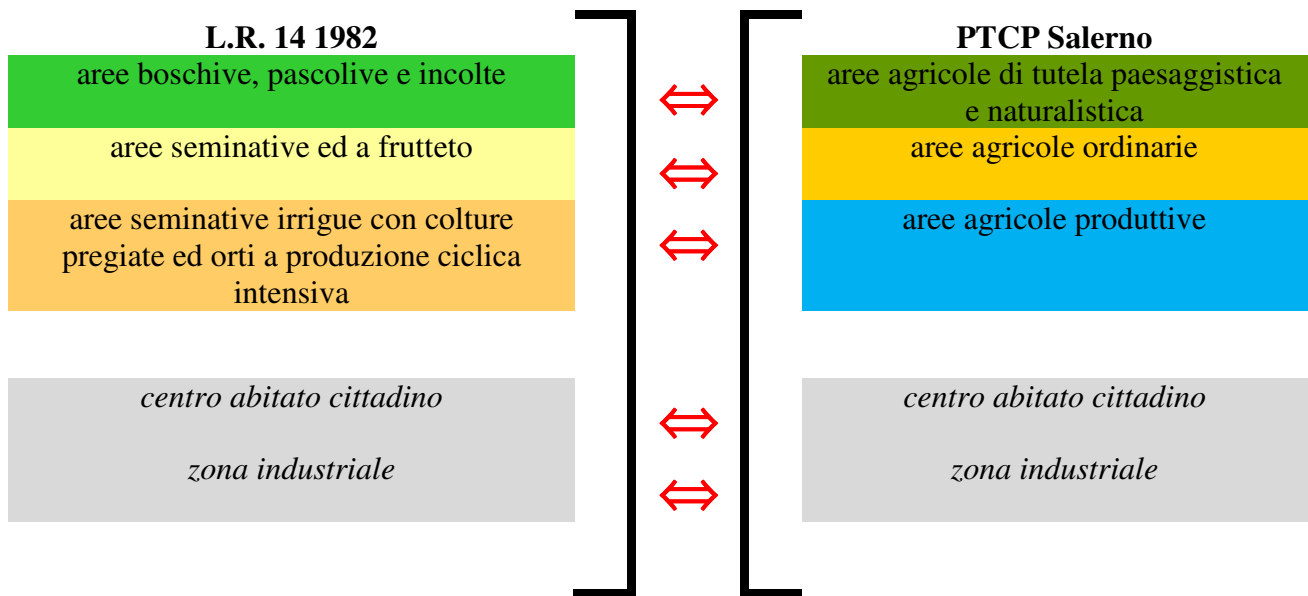 L.R. 14 1982
aree boschive, pascolive e incolte
aree seminative ed a frutteto
aree seminative irrigue con colture
pregiate ed orti a produzione ciclica
intensiva
centro abitato cittadino
zona industriale
PTCP Salerno
aree agricole di tutela paesaggistica
e naturalistica
aree agricole ordinarie
aree agricole produttive
centro abitato cittadino
zona industriale